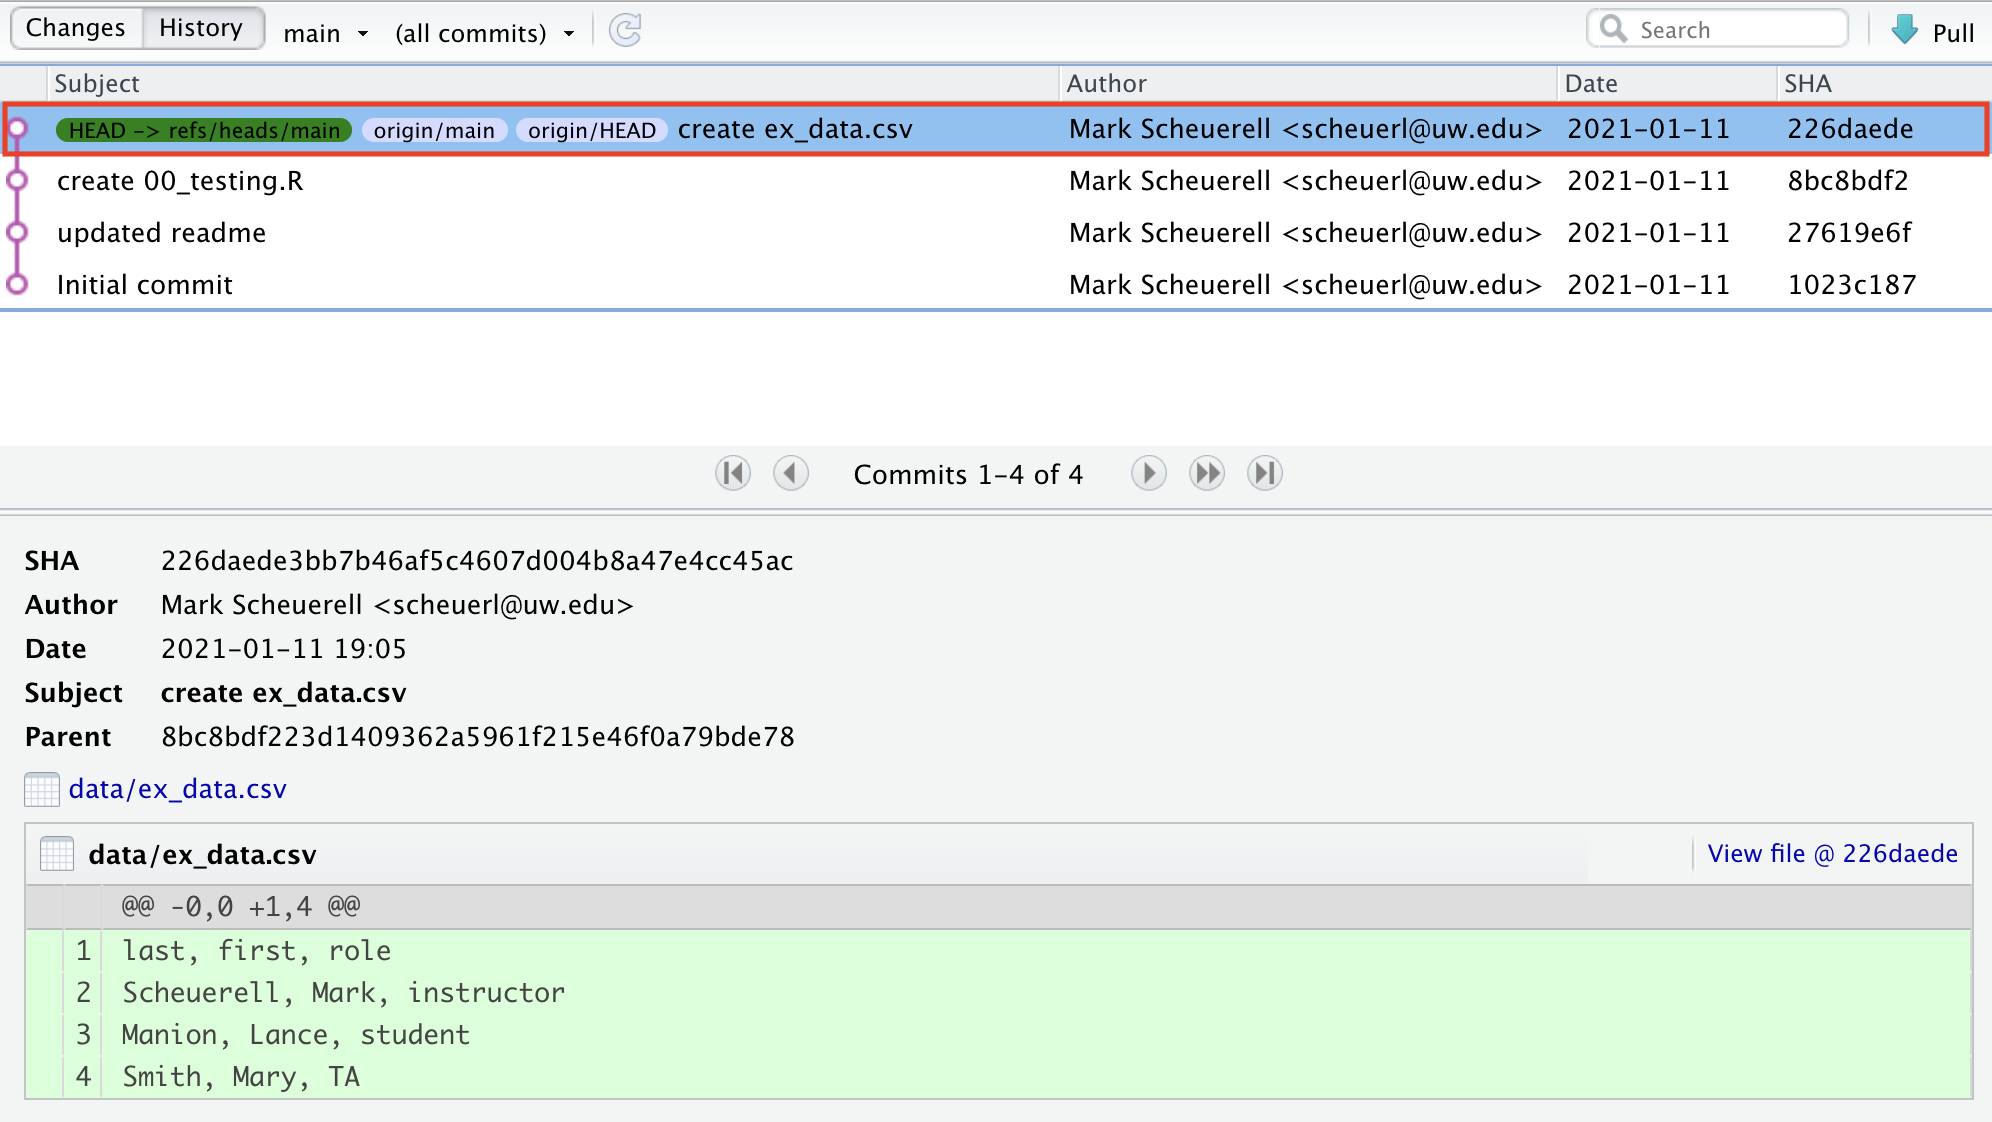 Changes History main (all commits) Search Pull
Subject Author Date SHA
HEAD -> refs/heads/main origin/main origin/HEAD create ex_data.csv Mark Scheuerell <scheuerl@uw.edu> 2021-01-11 226daede
create 00_testing.R Mark Scheuerell <scheuerl@uw.edu> 2021-01-11 8bc8bdf2
updated readme Mark Scheuerell <scheuerl@uw.edu> 2021-01-11 27619e6f
Initial commit Mark Scheuerell <scheuerl@uw.edu> 2021-01-11 1023c187
Commits 1-4 of 4
SHA 226daede3bb7b46af5c4607d004b8a47e4cc45ac
Author Mark Scheuerell <scheuerl@uw.edu>
Date 2021-01-11 19:05
Subject create ex_data.csv
Parent 8bc8bdf223d1409362a5961f215e46f0a79bde78
data/ex_data.csv
data/ex_data.csv View file @ 226daede
@@ -0,0 +1,4 @@
1 last, first, role
2 Scheuerell, Mark, instructor
3 Manion, Lance, student
4 Smith, Mary, TA